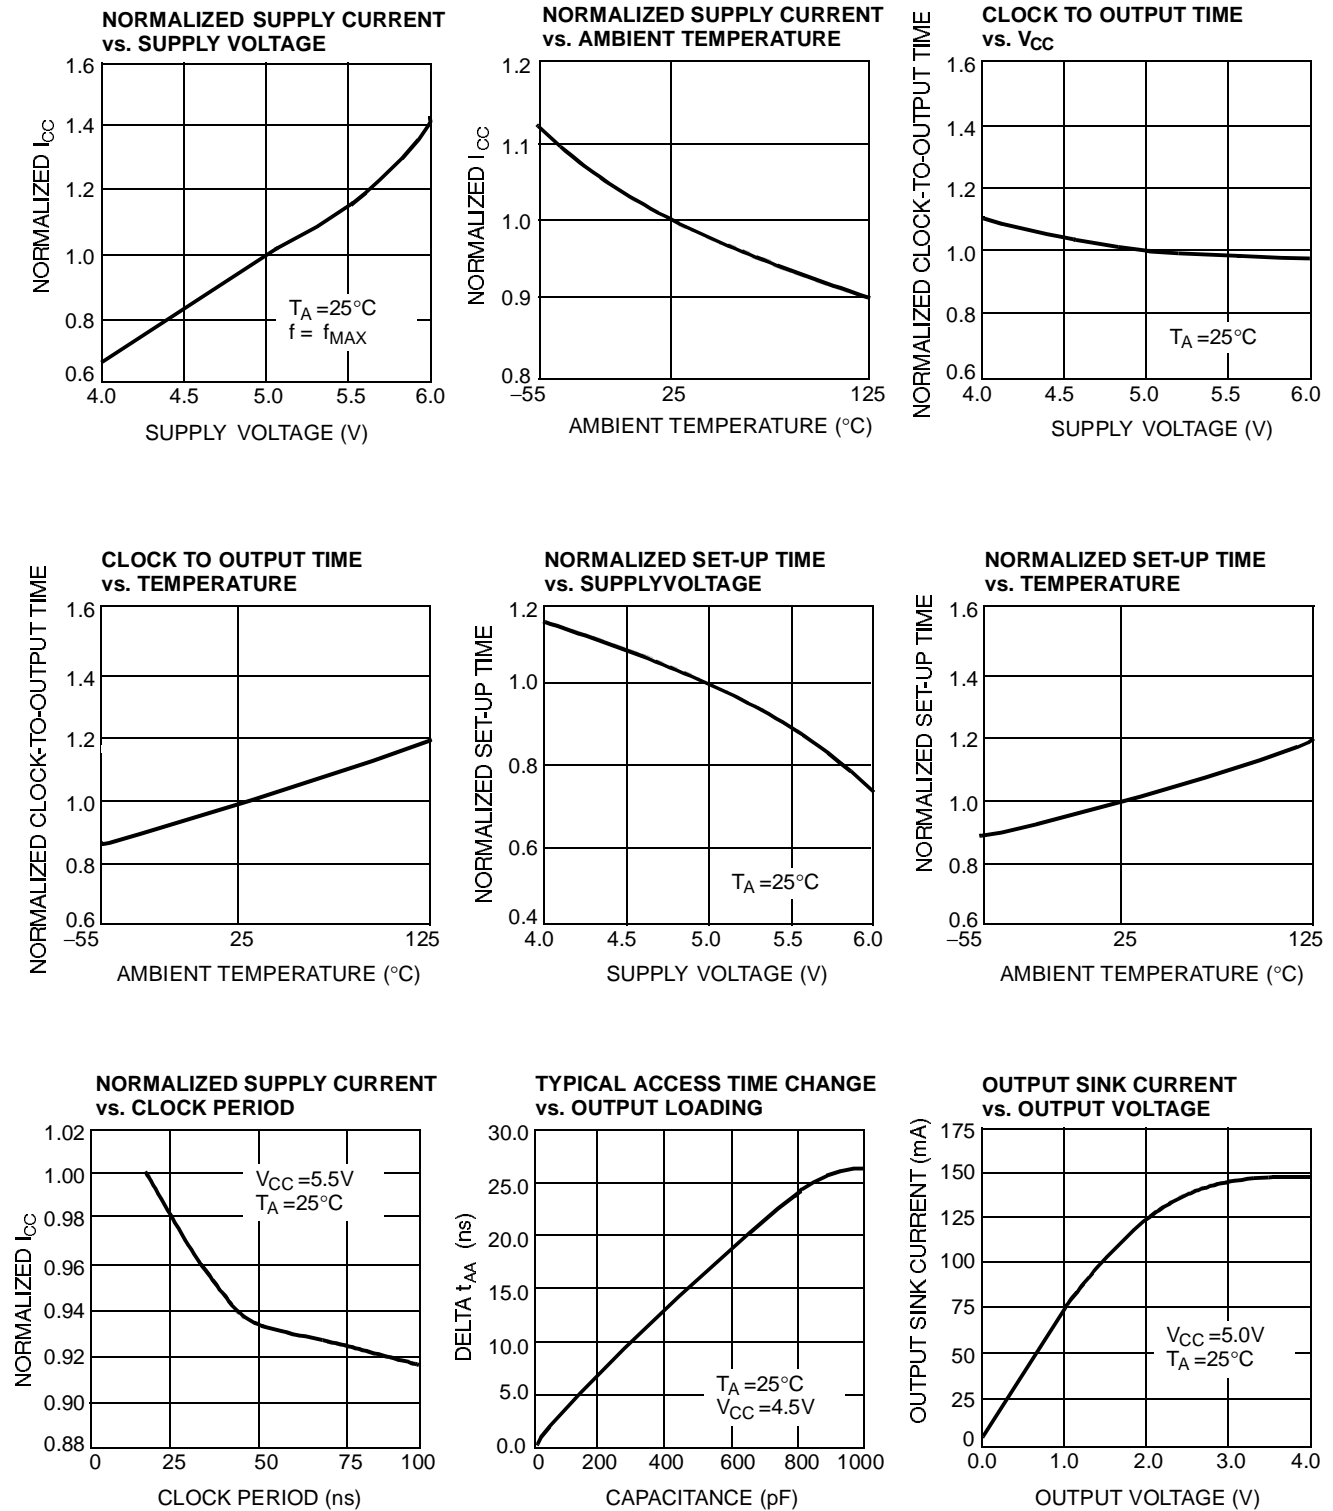 NORMALIZED SUPPLY CURRENT
vs. SUPPLY VOLTAGE
1.6
1.4
1.2
1.0
0.8
0.6
NORMALIZED ICC
TA =25°C
f = fMAX
4.0 4.5 5.0 5.5 6.0
SUPPLY VOLTAGE (V)
NORMALIZED SUPPLY CURRENT
vs. AMBIENT TEMPERATURE
1.2
1.1
1.0
0.9
0.8
NORMALIZED ICC
–55 25 125
AMBIENT TEMPERATURE (°C)
CLOCK TO OUTPUT TIME
vs. VCC
1.6
1.4
1.2
1.0
0.8
0.6
NORMALIZED CLOCK-TO-OUTPUT TIME
TA =25°C
4.0 4.5 5.0 5.5 6.0
SUPPLY VOLTAGE (V)
CLOCK TO OUTPUT TIME
vs. TEMPERATURE
1.6
1.4
1.2
1.0
0.8
0.6
NORMALIZED CLOCK-TO-OUTPUT TIME
–55 25 125
AMBIENT TEMPERATURE (°C)
NORMALIZED SET-UP TIME
vs. SUPPLYVOLTAGE
1.2
1.0
0.8
0.6
0.4
NORMALIZED SET-UP TIME
TA =25°C
4.0 4.5 5.0 5.5 6.0
SUPPLY VOLTAGE (V)
NORMALIZED SET-UP TIME
vs. TEMPERATURE
1.6
1.4
1.2
1.0
0.8
0.6
NORMALIZED SET-UP TIME
–55 25 125
AMBIENT TEMPERATURE (°C)
NORMALIZED SUPPLY CURRENT
vs. CLOCK PERIOD
1.02
1.00
0.98
0.96
0.94
0.92
0.90
0.88
NORMALIZED ICC
VCC =5.5V
TA =25°C
0 25 50 75 100
CLOCK PERIOD (ns)
TYPICAL ACCESS TIME CHANGE
vs. OUTPUT LOADING
30.0
25.0
20.0
15.0
10.0
5.0
0.0
DELTA tAA (ns)
TA =25°C
VCC =4.5V
0 200 400 600 800 1000
CAPACITANCE (pF)
OUTPUT SINK CURRENT
vs. OUTPUT VOLTAGE
175
150
125
100
75
50
25
0
OUTPUT SINK CURRENT (mA)
VCC =5.0V
TA =25°C
0.0 1.0 2.0 3.0 4.0
OUTPUT VOLTAGE (V)